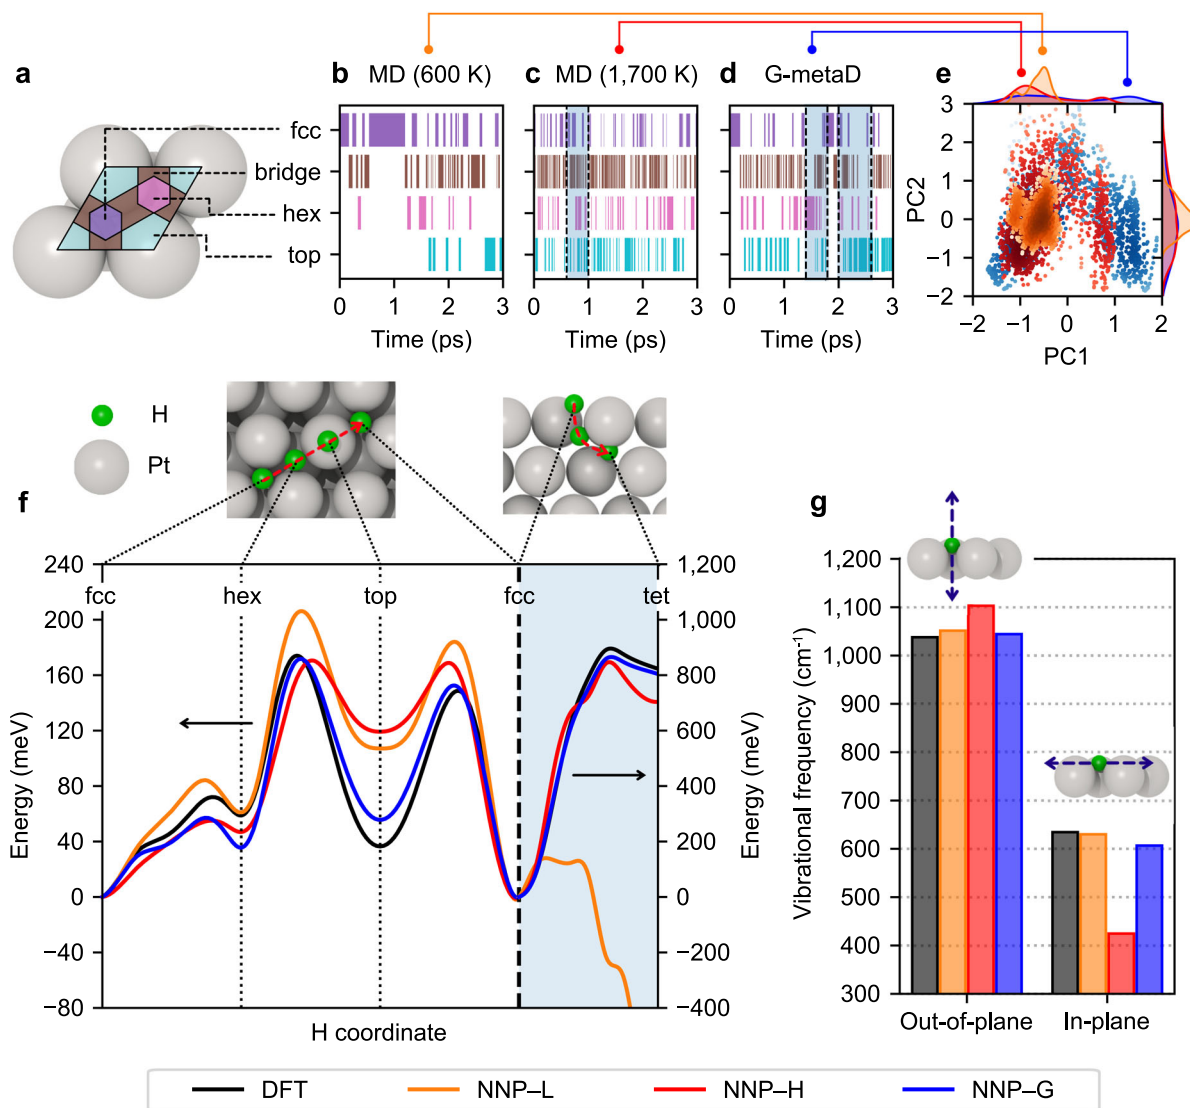 a
b MD (600 K)
c MD (1,700 K)
d G-metaD
e
fcc
bridge
hex
top
0 1 2 3
Time (ps)
0 1 2 3
Time (ps)
0 1 2 3
Time (ps)
3
2
1
0
−1
−2
PC2
−2 −1 0 1 2
PC1
H
Pt
f
240
200
160
120
80
40
0
−40
−80
Energy (meV)
fcc hex top fcc tet
1,200
1,000
800
600
400
200
0
−200
−400
Energy (meV)
H coordinate
g
1,200
1,100
1,000
900
800
700
600
500
400
300
Vibrational frequency (cm⁻¹)
Out-of-plane In-plane
DFT NNP–L NNP–H NNP–G